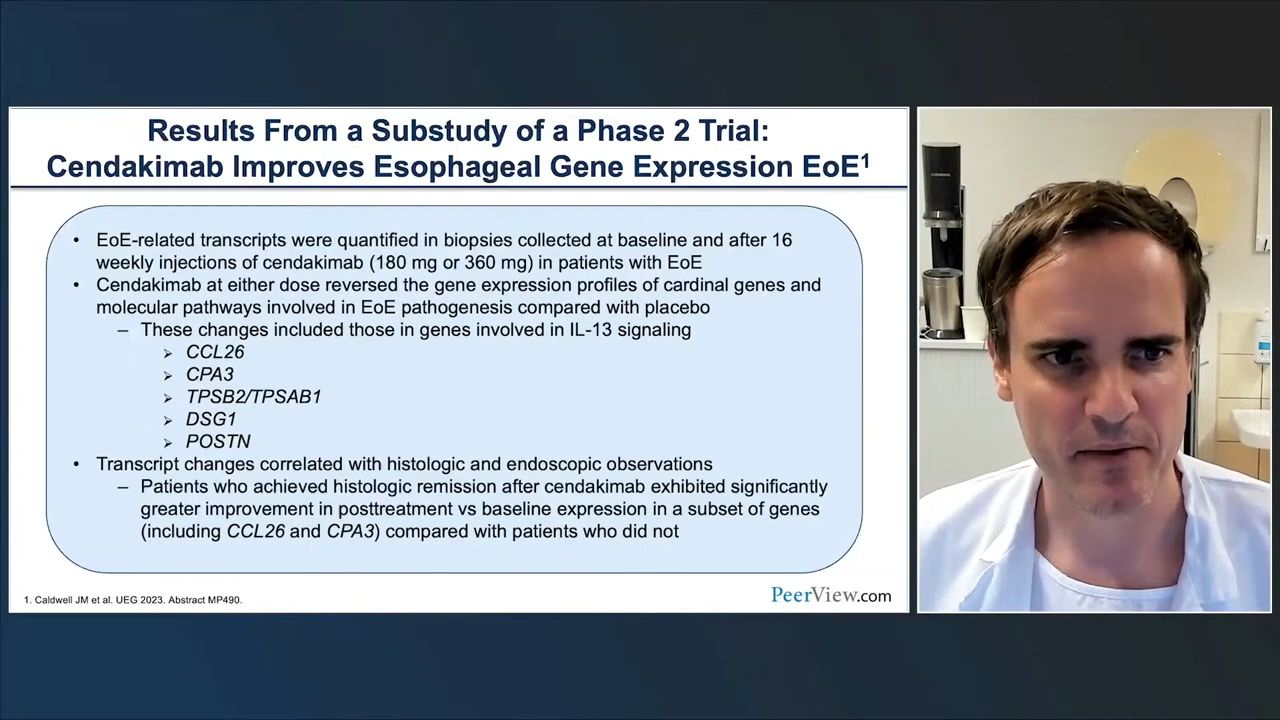 Results From a Substudy of a Phase 2 Trial:
Cendakimab Improves Esophageal Gene Expression EoE1
• EoE-related transcripts were quantified in biopsies collected at baseline and after 16
weekly injections of cendakimab (180 mg or 360 mg) in patients with EoE
• Cendakimab at either dose reversed the gene expression profiles of cardinal genes and
molecular pathways involved in EoE pathogenesis compared with placebo
– These changes included those in genes involved in IL-13 signaling
➢ CCL26
➢ CPA3
➢ TPSB2/TPSAB1
➢ DSG1
➢ POSTN
• Transcript changes correlated with histologic and endoscopic observations
– Patients who achieved histologic remission after cendakimab exhibited significantly
greater improvement in posttreatment vs baseline expression in a subset of genes
(including CCL26 and CPA3) compared with patients who did not
1. Caldwell JM et al. UEG 2023. Abstract MP490.
PeerView.com